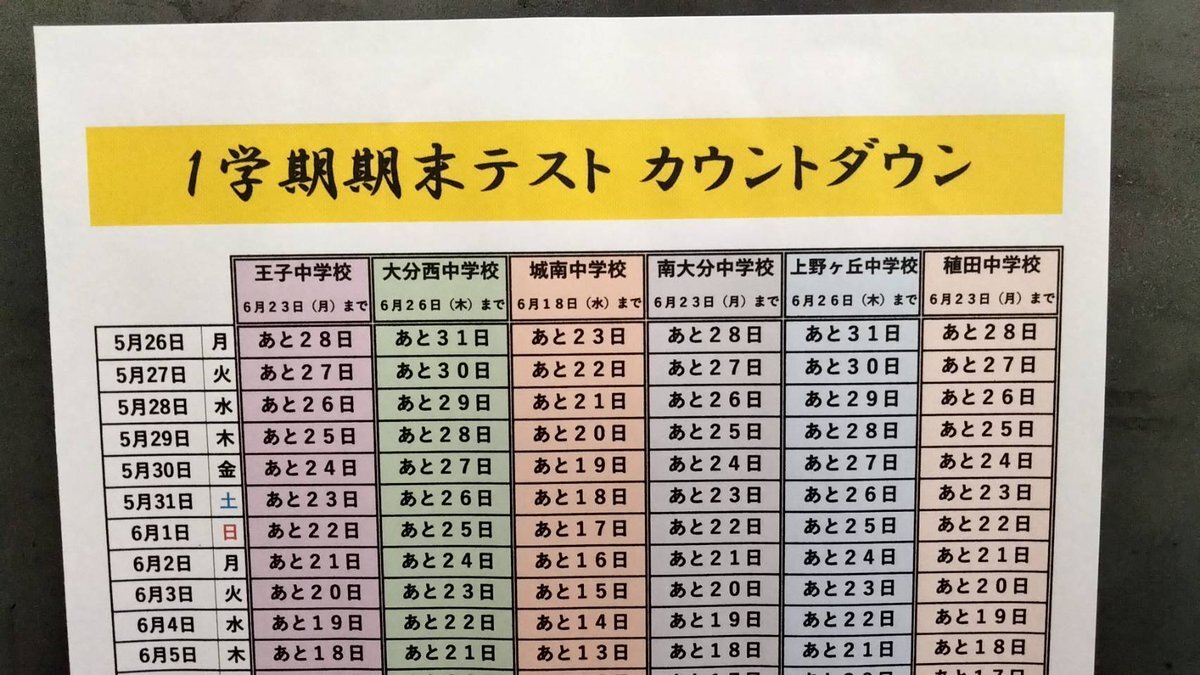 1学期期末テスト カウントダウン
王子中学校 大分西中学校 城南中学校 南大分中学校 上野ヶ丘中学校 稙田中学校
6月23日（月）まで 6月26日（木）まで 6月18日（水）まで 6月23日（月）まで 6月26日（木）まで 6月23日（月）まで
5月26日 月 あと28日 あと31日 あと23日 あと28日 あと31日 あと28日
5月27日 火 あと27日 あと30日 あと22日 あと27日 あと30日 あと27日
5月28日 水 あと26日 あと29日 あと21日 あと26日 あと29日 あと26日
5月29日 木 あと25日 あと28日 あと20日 あと25日 あと28日 あと25日
5月30日 金 あと24日 あと27日 あと19日 あと24日 あと27日 あと24日
5月31日 土 あと23日 あと26日 あと18日 あと23日 あと26日 あと23日
6月1日 日 あと22日 あと25日 あと17日 あと22日 あと25日 あと22日
6月2日 月 あと21日 あと24日 あと16日 あと21日 あと24日 あと21日
6月3日 火 あと20日 あと23日 あと15日 あと20日 あと23日 あと20日
6月4日 水 あと19日 あと22日 あと14日 あと19日 あと22日 あと19日
6月5日 木 あと18日 あと21日 あと13日 あと18日 あと21日 あと18日